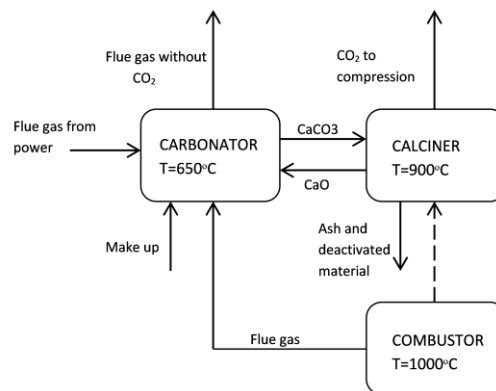 Flue gas without
CO₂
CO₂ to
compression
Flue gas from
power
CARBONATOR
T=650°C
CaCO3
CaO
CALCINER
T=900°C
Make up
Ash and
deactivated
material
Flue gas
COMBUSTOR
T=1000°C